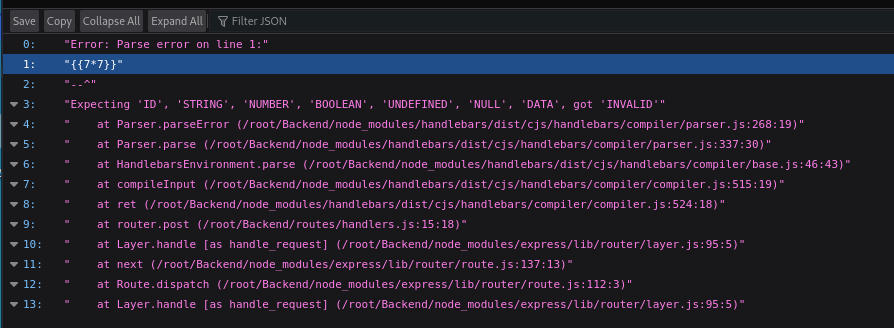 Save Copy Collapse All Expand All Filter JSON
0: "Error: Parse error on line 1:"
1: "{{7*7}}"
2: "--^"
3: "Expecting 'ID', 'STRING', 'NUMBER', 'BOOLEAN', 'UNDEFINED', 'NULL', 'DATA', got 'INVALID'"
4: "    at Parser.parseError (/root/Backend/node_modules/handlebars/dist/cjs/handlebars/compiler/parser.js:268:19)"
5: "    at Parser.parse (/root/Backend/node_modules/handlebars/dist/cjs/handlebars/compiler/parser.js:337:30)"
6: "    at HandlebarsEnvironment.parse (/root/Backend/node_modules/handlebars/dist/cjs/handlebars/compiler/base.js:46:43)"
7: "    at compileInput (/root/Backend/node_modules/handlebars/dist/cjs/handlebars/compiler/compiler.js:515:19)"
8: "    at ret (/root/Backend/node_modules/handlebars/dist/cjs/handlebars/compiler/compiler.js:524:18)"
9: "    at router.post (/root/Backend/routes/handlers.js:15:18)"
10: "    at Layer.handle [as handle_request] (/root/Backend/node_modules/express/lib/router/layer.js:95:5)"
11: "    at next (/root/Backend/node_modules/express/lib/router/route.js:137:13)"
12: "    at Route.dispatch (/root/Backend/node_modules/express/lib/router/route.js:112:3)"
13: "    at Layer.handle [as handle_request] (/root/Backend/node_modules/express/lib/router/layer.js:95:5)"